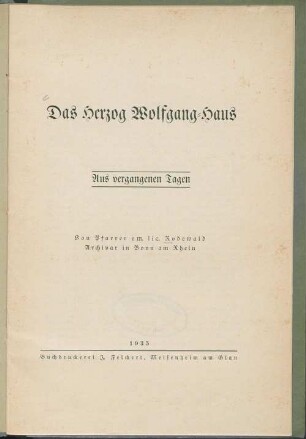 Das Herzog Wolfgang-Haus
Aus vergangenen Tagen
Von Pfarrer em. lic. Rodewald
Archivar in Bonn am Rhein
1935
Buchdruckerei J. Feickert, Meisenheim am Glan